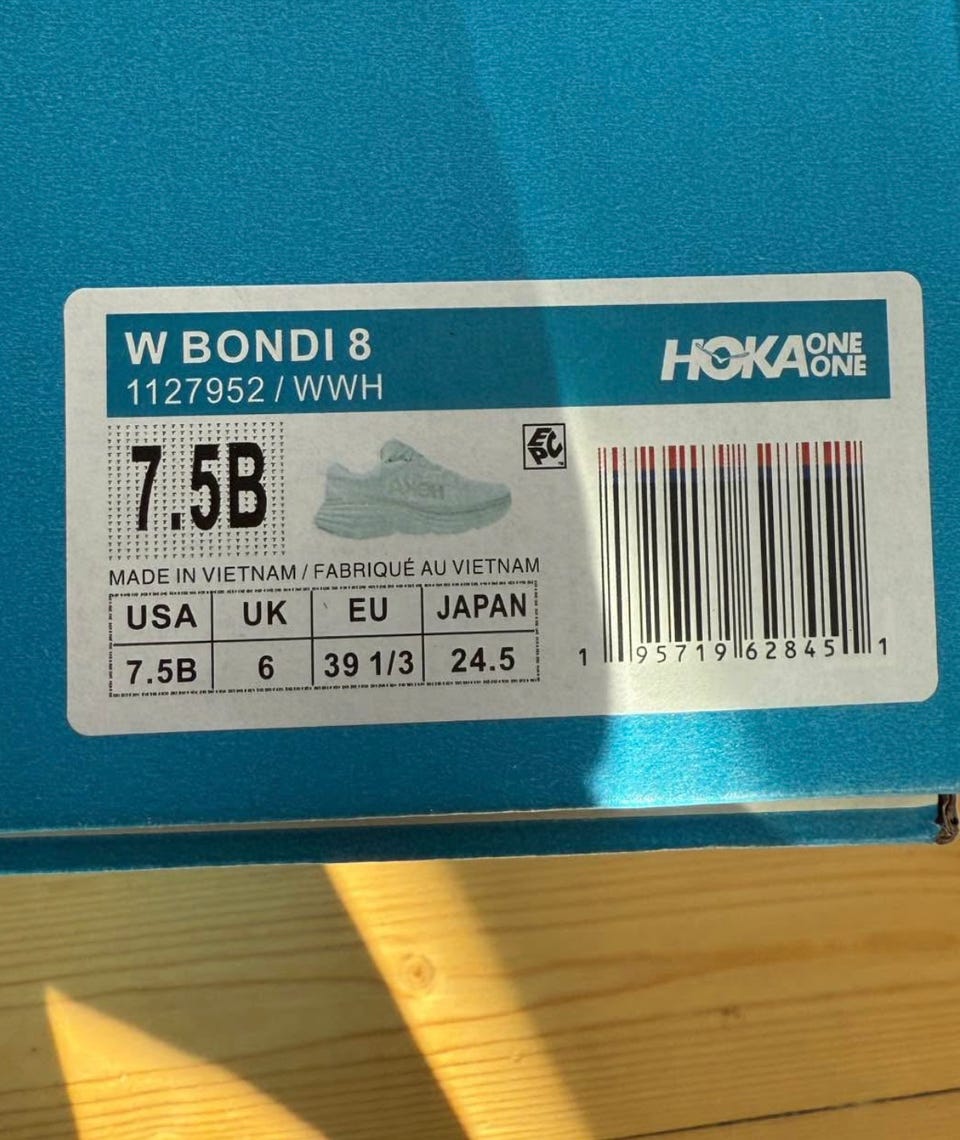 W BONDI 8
1127952 / WWH
HOKA ONE ONE
7.5B
EPC
MADE IN VIETNAM / FABRIQUÉ AU VIETNAM
USA UK EU JAPAN
7.5B 6 39 1/3 24.5
1 95719 62845 1